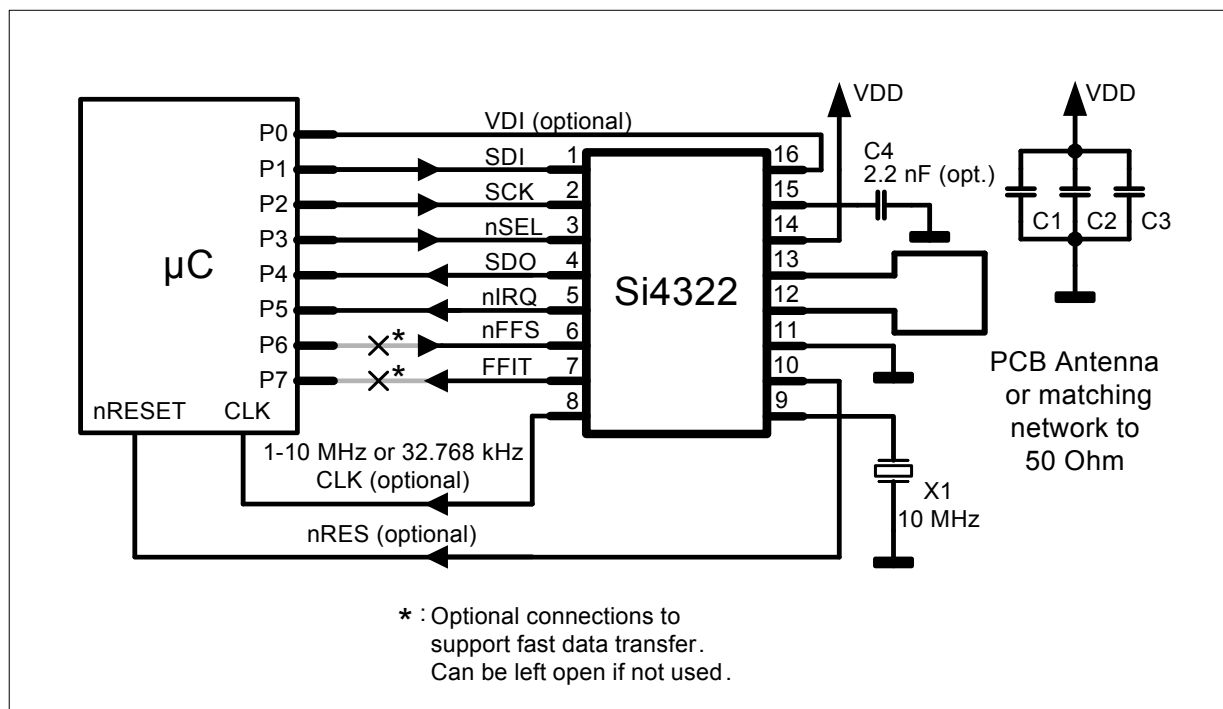 VDD
VDD
P0
VDI (optional)
C4
2.2 nF (opt.)
P1
SDI
1
16
P2
SCK
2
15
P3
nSEL
3
14
C1
C2
C3
µC
P4
SDO
4
Si4322
13
P5
nIRQ
5
12
P6
*
nFFS
6
11
P7
*
FFIT
7
10
PCB Antenna
or matching
network to
50 Ohm
nRESET
CLK
8
9
1-10 MHz or 32.768 kHz
CLK (optional)
X1
10 MHz
nRES (optional)
* : Optional connections to
support fast data transfer.
Can be left open if not used.